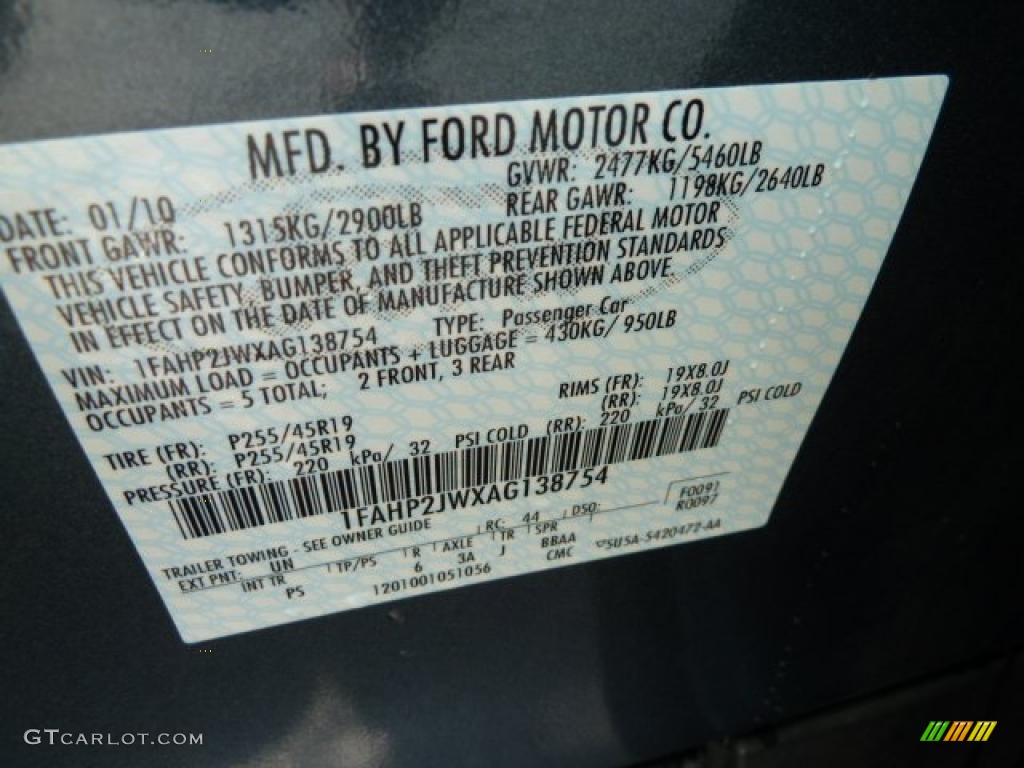 MFD. BY FORD MOTOR CO.
DATE: 01/10 GVWR: 2477KG/5460LB
FRONT GAWR: 1315KG/2900LB REAR GAWR: 1198KG/2640LB
THIS VEHICLE CONFORMS TO ALL APPLICABLE FEDERAL MOTOR
VEHICLE SAFETY, BUMPER, AND THEFT PREVENTION STANDARDS
IN EFFECT ON THE DATE OF MANUFACTURE SHOWN ABOVE.
VIN: 1FAHP2JWXAG138754 TYPE: Passenger Car
MAXIMUM LOAD = OCCUPANTS + LUGGAGE = 430KG/ 950LB
OCCUPANTS = 5 TOTAL; 2 FRONT, 3 REAR
TIRE (FR): P255/45R19 RIMS (FR): 19X8.0J
(RR): P255/45R19 (RR): 19X8.0J
PRESSURE (FR): 220 kPa/ 32 PSI COLD (RR): 220 kPa/ 32 PSI COLD
1FAHP2JWXAG138754
TRAILER TOWING - SEE OWNER GUIDE RC: 44 DSO: F0091
R0097
EXT PNT: UN TP/PS R AXLE TR SPR
INT TR PS 6 3A J BBAA
CMC
1201001051056 5U5A-5420472-AA
GTCARLOT.COM